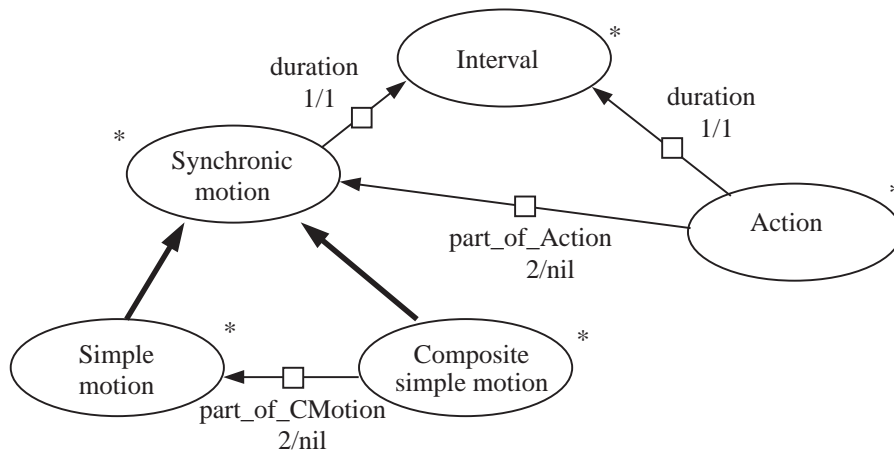 *
Interval
duration
1/1
duration
1/1
*
Synchronic
motion
*
Action
part_of_Action
2/nil
*
Simple
motion
*
Composite
simple motion
part_of_CMotion
2/nil